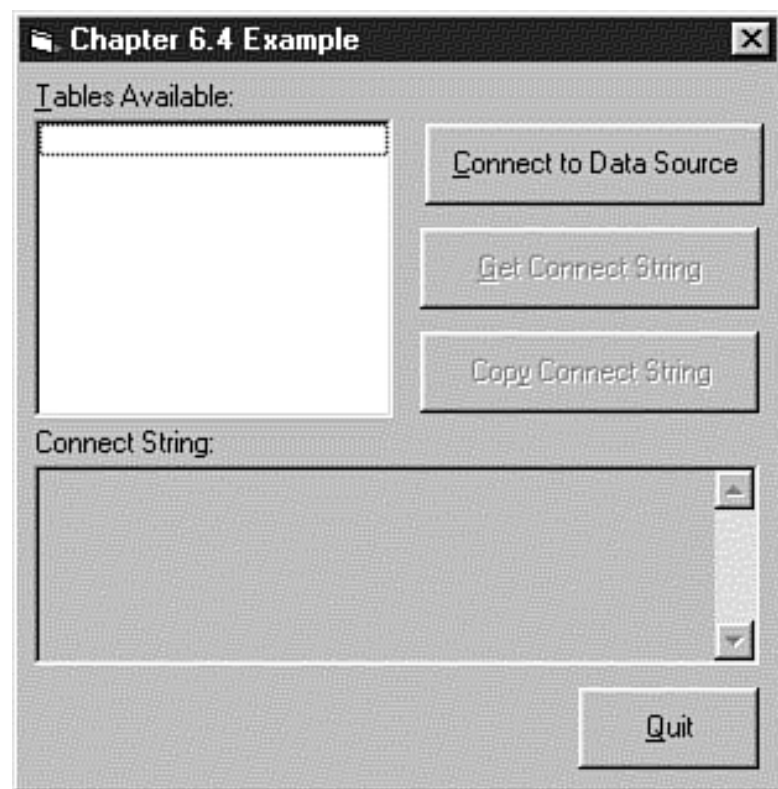 Chapter 6.4 Example
Tables Available:
Connect to Data Source
Get Connect String
Copy Connect String
Connect String:
Quit